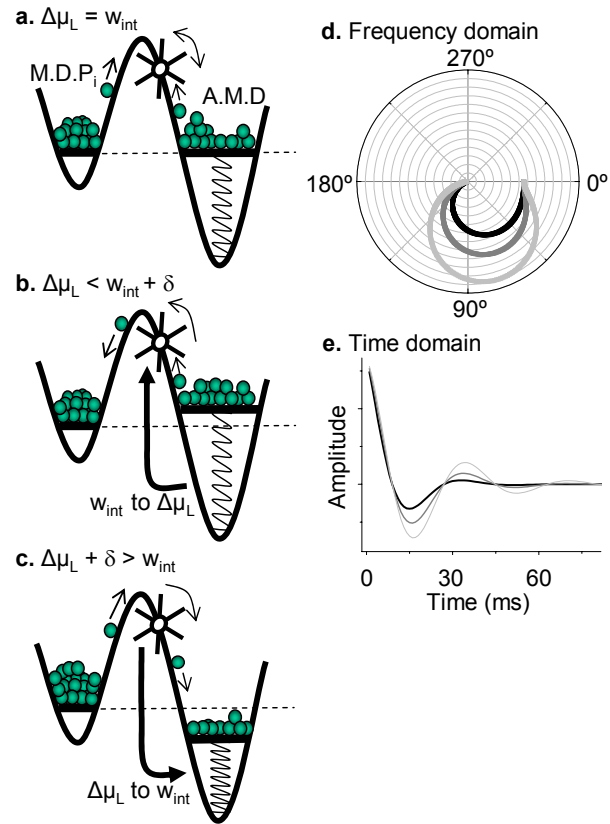 a. Δμ_L = w_int
M.D.P_i
A.M.D
b. Δμ_L < w_int + δ
w_int to Δμ_L
c. Δμ_L + δ > w_int
Δμ_L to w_int
d. Frequency domain
270º
180º
0º
90º
e. Time domain
Amplitude
0 30 60
Time (ms)